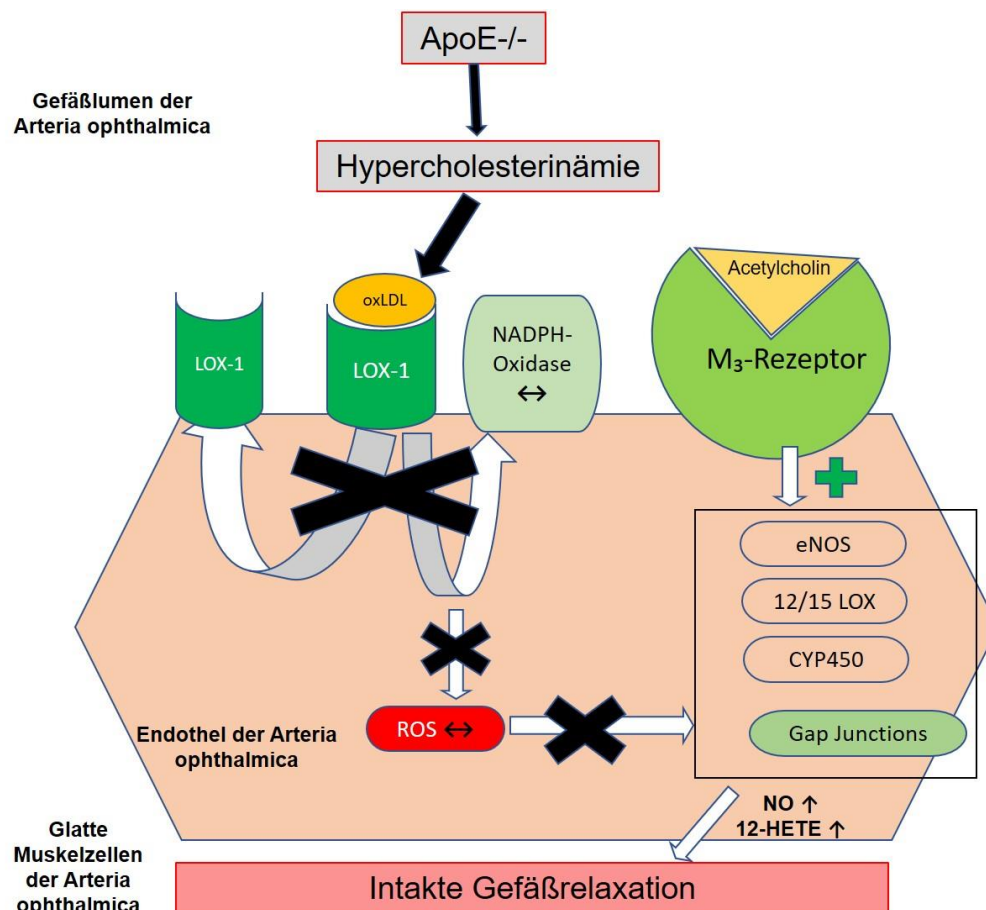 ApoE-/-
Gefäßlumen der
Arteria ophthalmica
Hypercholesterinämie
Acetylcholin
oxLDL
NADPH-
Oxidase
↔
LOX-1
LOX-1
M₃-Rezeptor
eNOS
12/15 LOX
CYP450
Gap Junctions
ROS ↔
Endothel der Arteria
ophthalmica
NO ↑
12-HETE ↑
Glatte
Muskelzellen
der Arteria
ophthalmica
Intakte Gefäßrelaxation